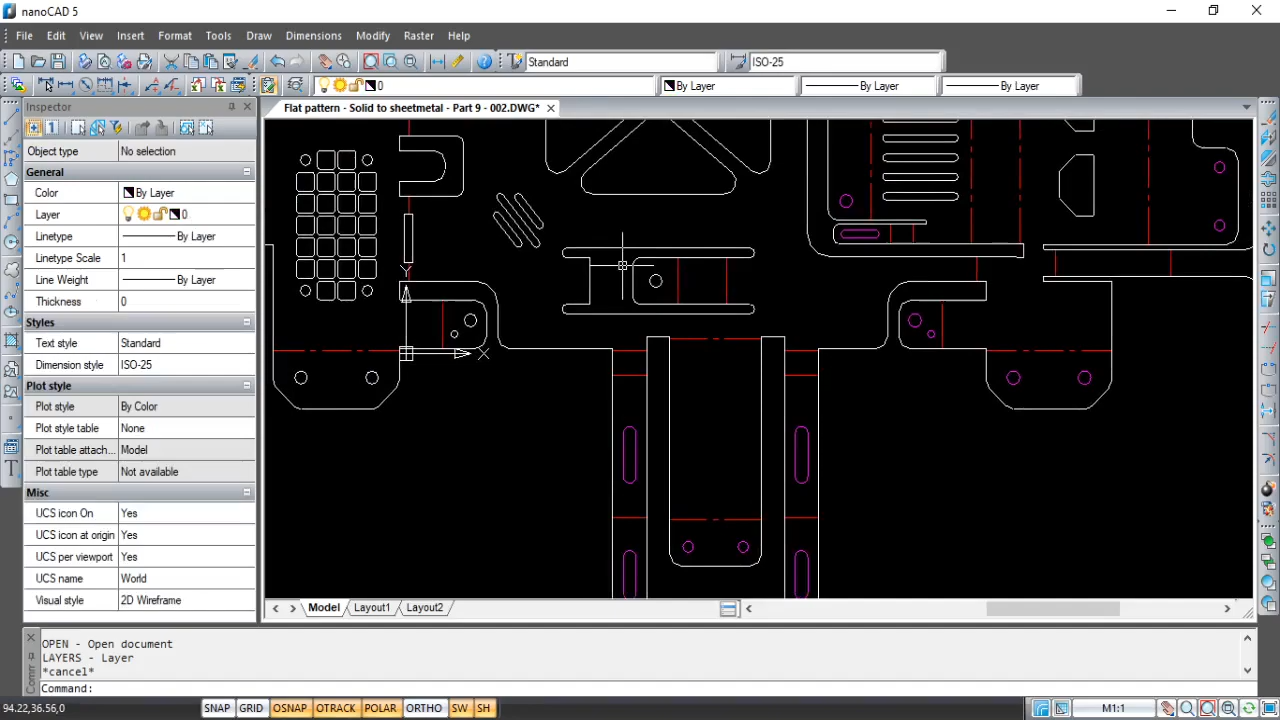 nanoCAD 5
File Edit View Insert Format Tools Draw Dimensions Modify Raster Help
Standard ISO-25
0 By Layer By Layer By Layer
Inspector
Flat pattern - Solid to sheetmetal - Part 9 - 002.DWG*
Object type No selection
General
Color By Layer
Layer 0
Linetype By Layer
Linetype Scale 1
Line Weight By Layer
Thickness 0
Styles
Text style Standard
Dimension style ISO-25
Plot style
Plot style By Color
Plot style table None
Plot table attach... Model
Plot table type Not available
Misc
UCS icon On Yes
UCS icon at origin Yes
UCS per viewport Yes
UCS name World
Visual style 2D Wireframe
Y
X
Model Layout1 Layout2
OPEN - Open document
LAYERS - Layer
*cancel*
Command:
94.22,36.56,0 SNAP GRID OSNAP OTRACK POLAR ORTHO SW SH M1:1